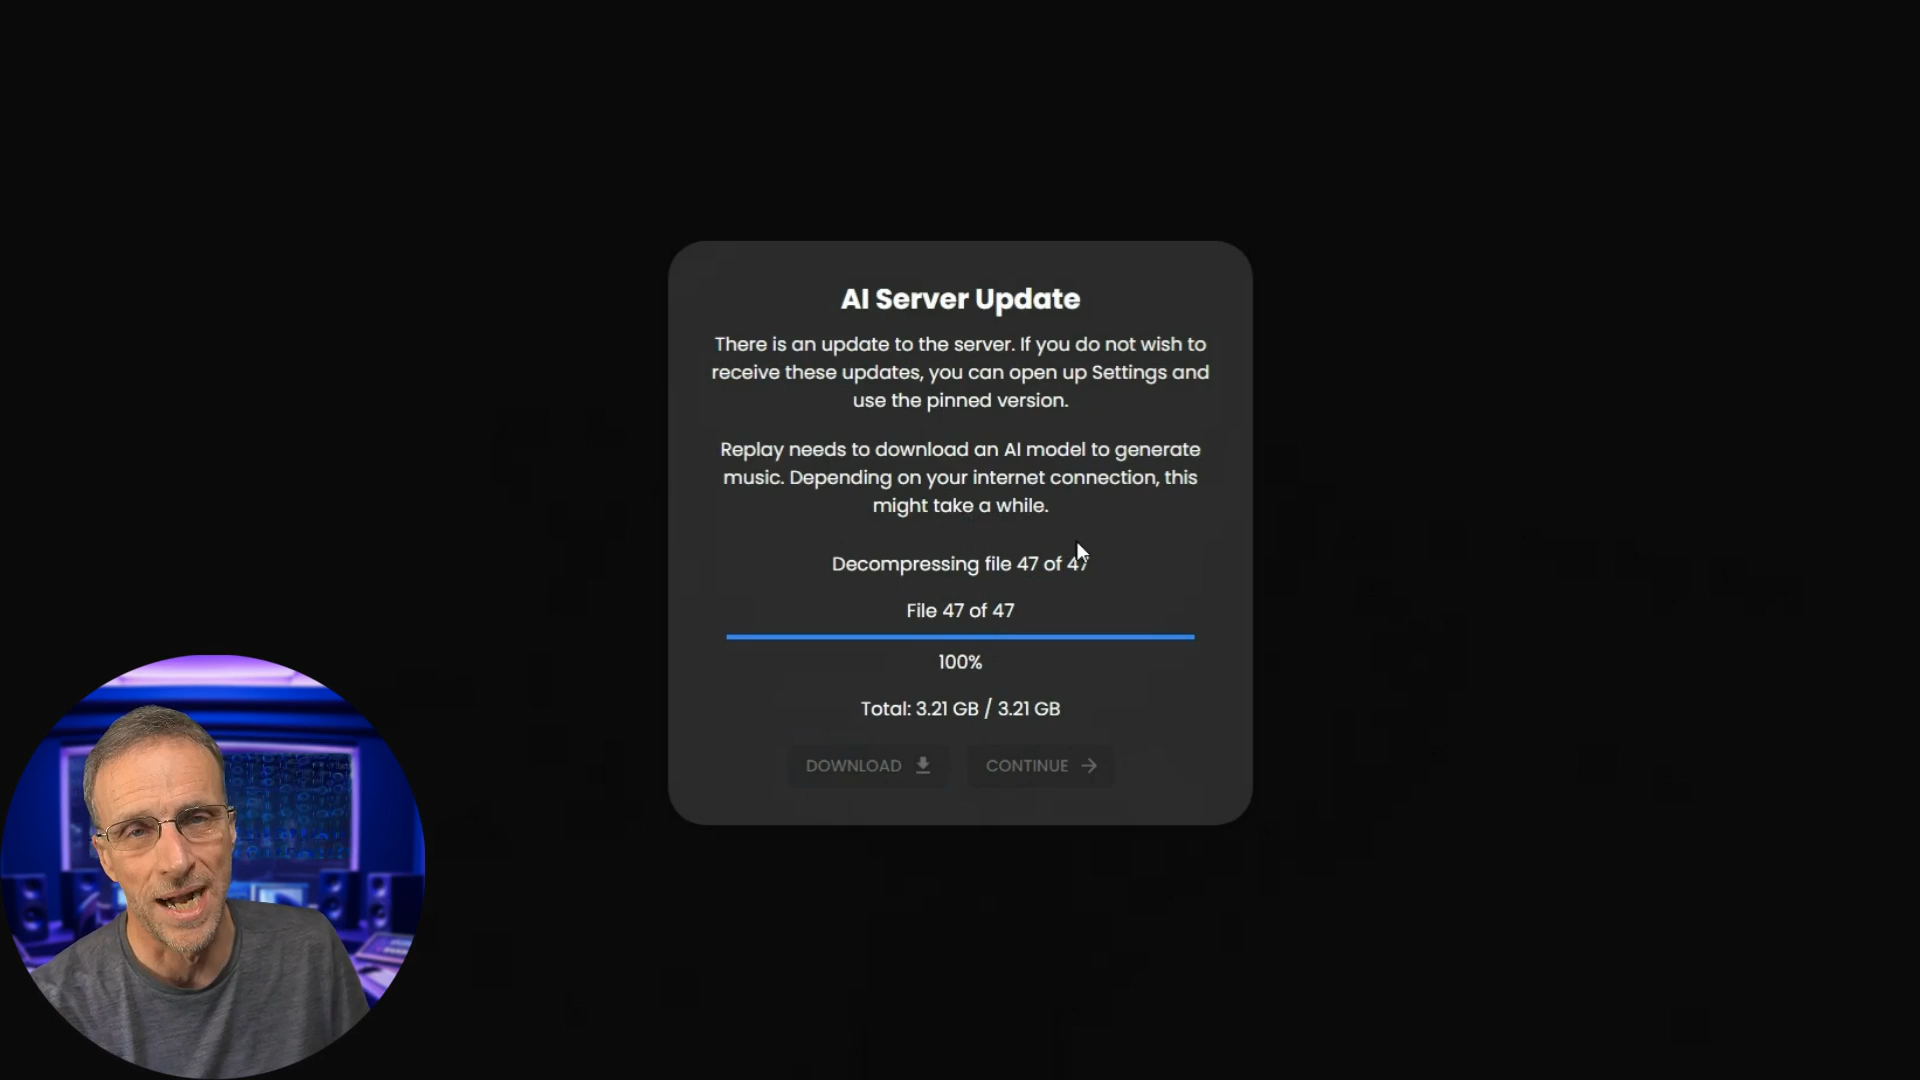 AI Server Update
There is an update to the server. If you do not wish to
receive these updates, you can open up Settings and
use the pinned version.
Replay needs to download an AI model to generate
music. Depending on your internet connection, this
might take a while.
Decompressing file 47 of 47
File 47 of 47
100%
Total: 3.21 GB / 3.21 GB
DOWNLOAD
CONTINUE